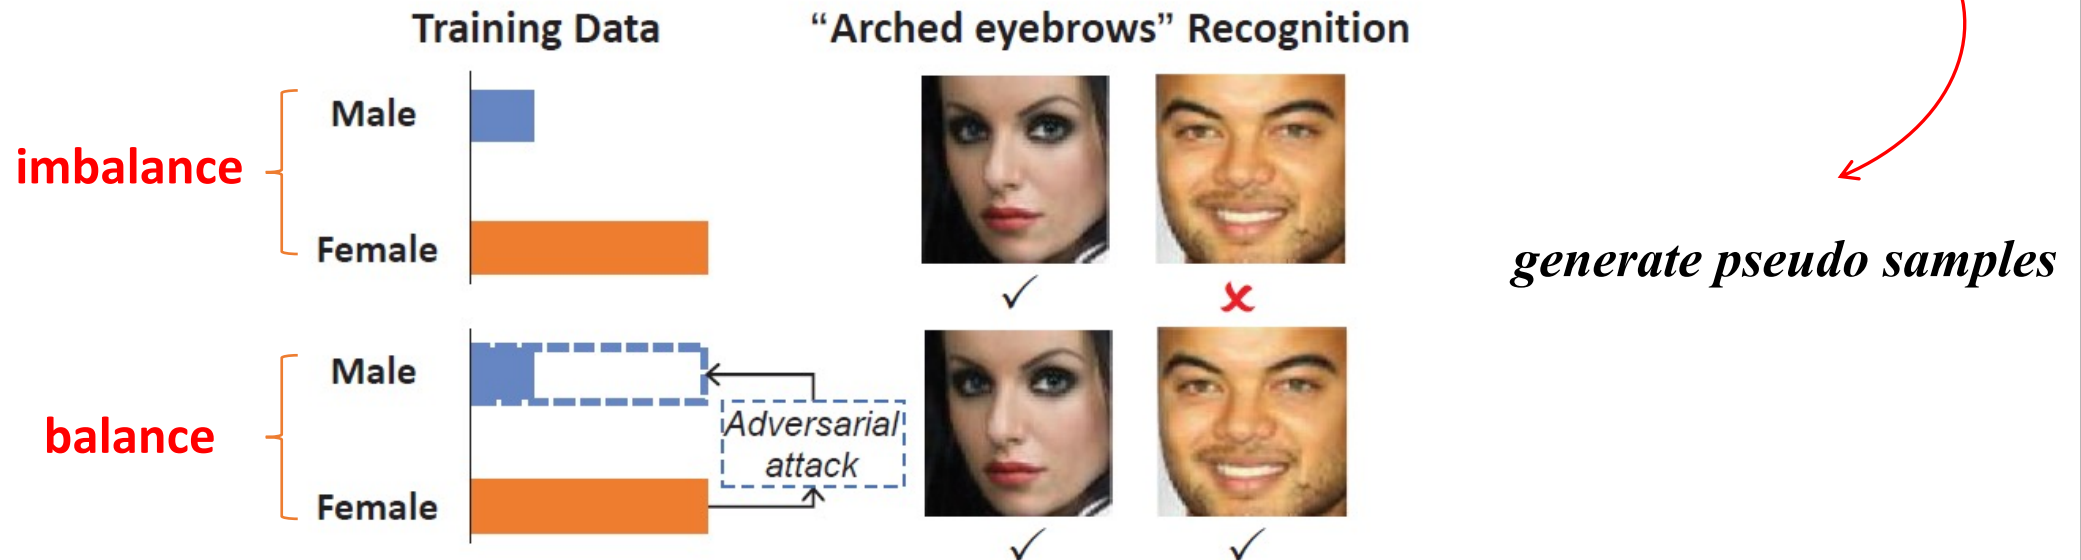 Training Data
“Arched eyebrows” Recognition
imbalance
Male
Female
generate pseudo samples
balance
Male
Adversarial
attack
Female